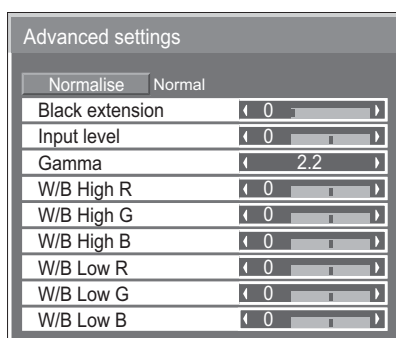 Advanced settings
Normalise Normal
Black extension 0
Input level 0
Gamma 2.2
W/B High R 0
W/B High G 0
W/B High B 0
W/B Low R 0
W/B Low G 0
W/B Low B 0